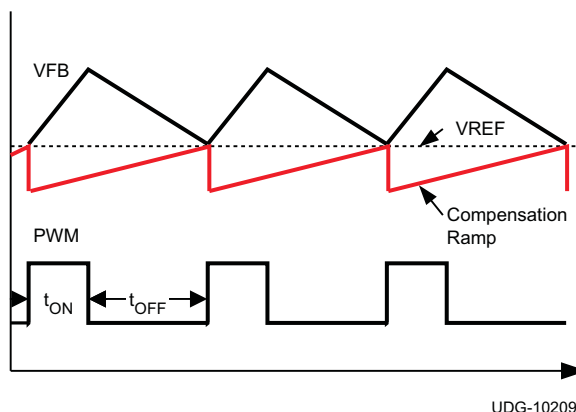 VFB
VREF
Compensation
Ramp
PWM
tON
tOFF
UDG-10209